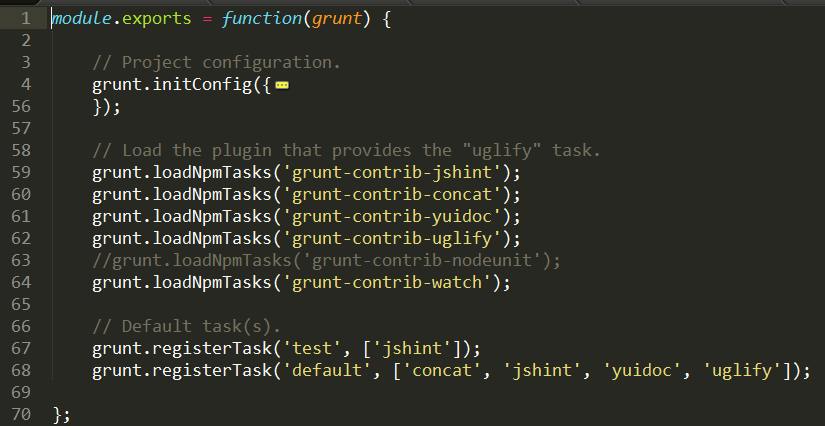 1 module.exports = function(grunt) {
2
3 // Project configuration.
4 grunt.initConfig({
56 });
57
58 // Load the plugin that provides the "uglify" task.
59 grunt.loadNpmTasks('grunt-contrib-jshint');
60 grunt.loadNpmTasks('grunt-contrib-concat');
61 grunt.loadNpmTasks('grunt-contrib-yuidoc');
62 grunt.loadNpmTasks('grunt-contrib-uglify');
63 //grunt.loadNpmTasks('grunt-contrib-nodeunit');
64 grunt.loadNpmTasks('grunt-contrib-watch');
65
66 // Default task(s).
67 grunt.registerTask('test', ['jshint']);
68 grunt.registerTask('default', ['concat', 'jshint', 'yuidoc', 'uglify']);
69
70 };